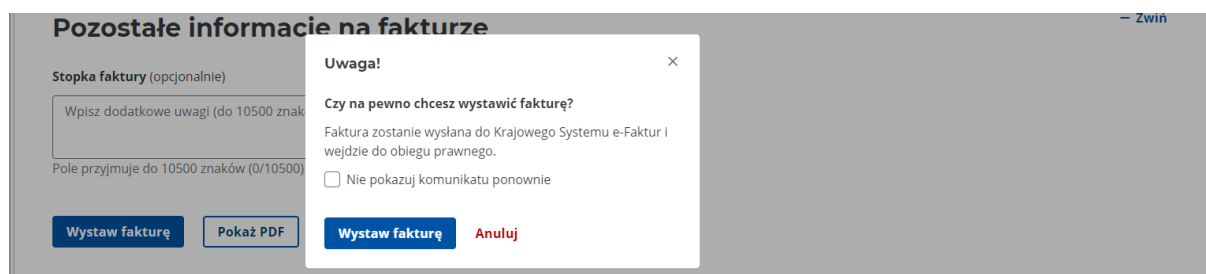 Pozostałe informacje na fakturze
— Zwiń
Stopka faktury (opcjonalnie)
Wpisz dodatkowe uwagi (do 10500 znakó
Pole przyjmuje do 10500 znaków (0/10500)
Wystaw fakturę
Pokaż PDF
Uwaga!
Czy na pewno chcesz wystawić fakturę?
Faktura zostanie wysłana do Krajowego Systemu e-Faktur i
wejdzie do obiegu prawnego.
Nie pokazuj komunikatu ponownie
Wystaw fakturę
Anuluj